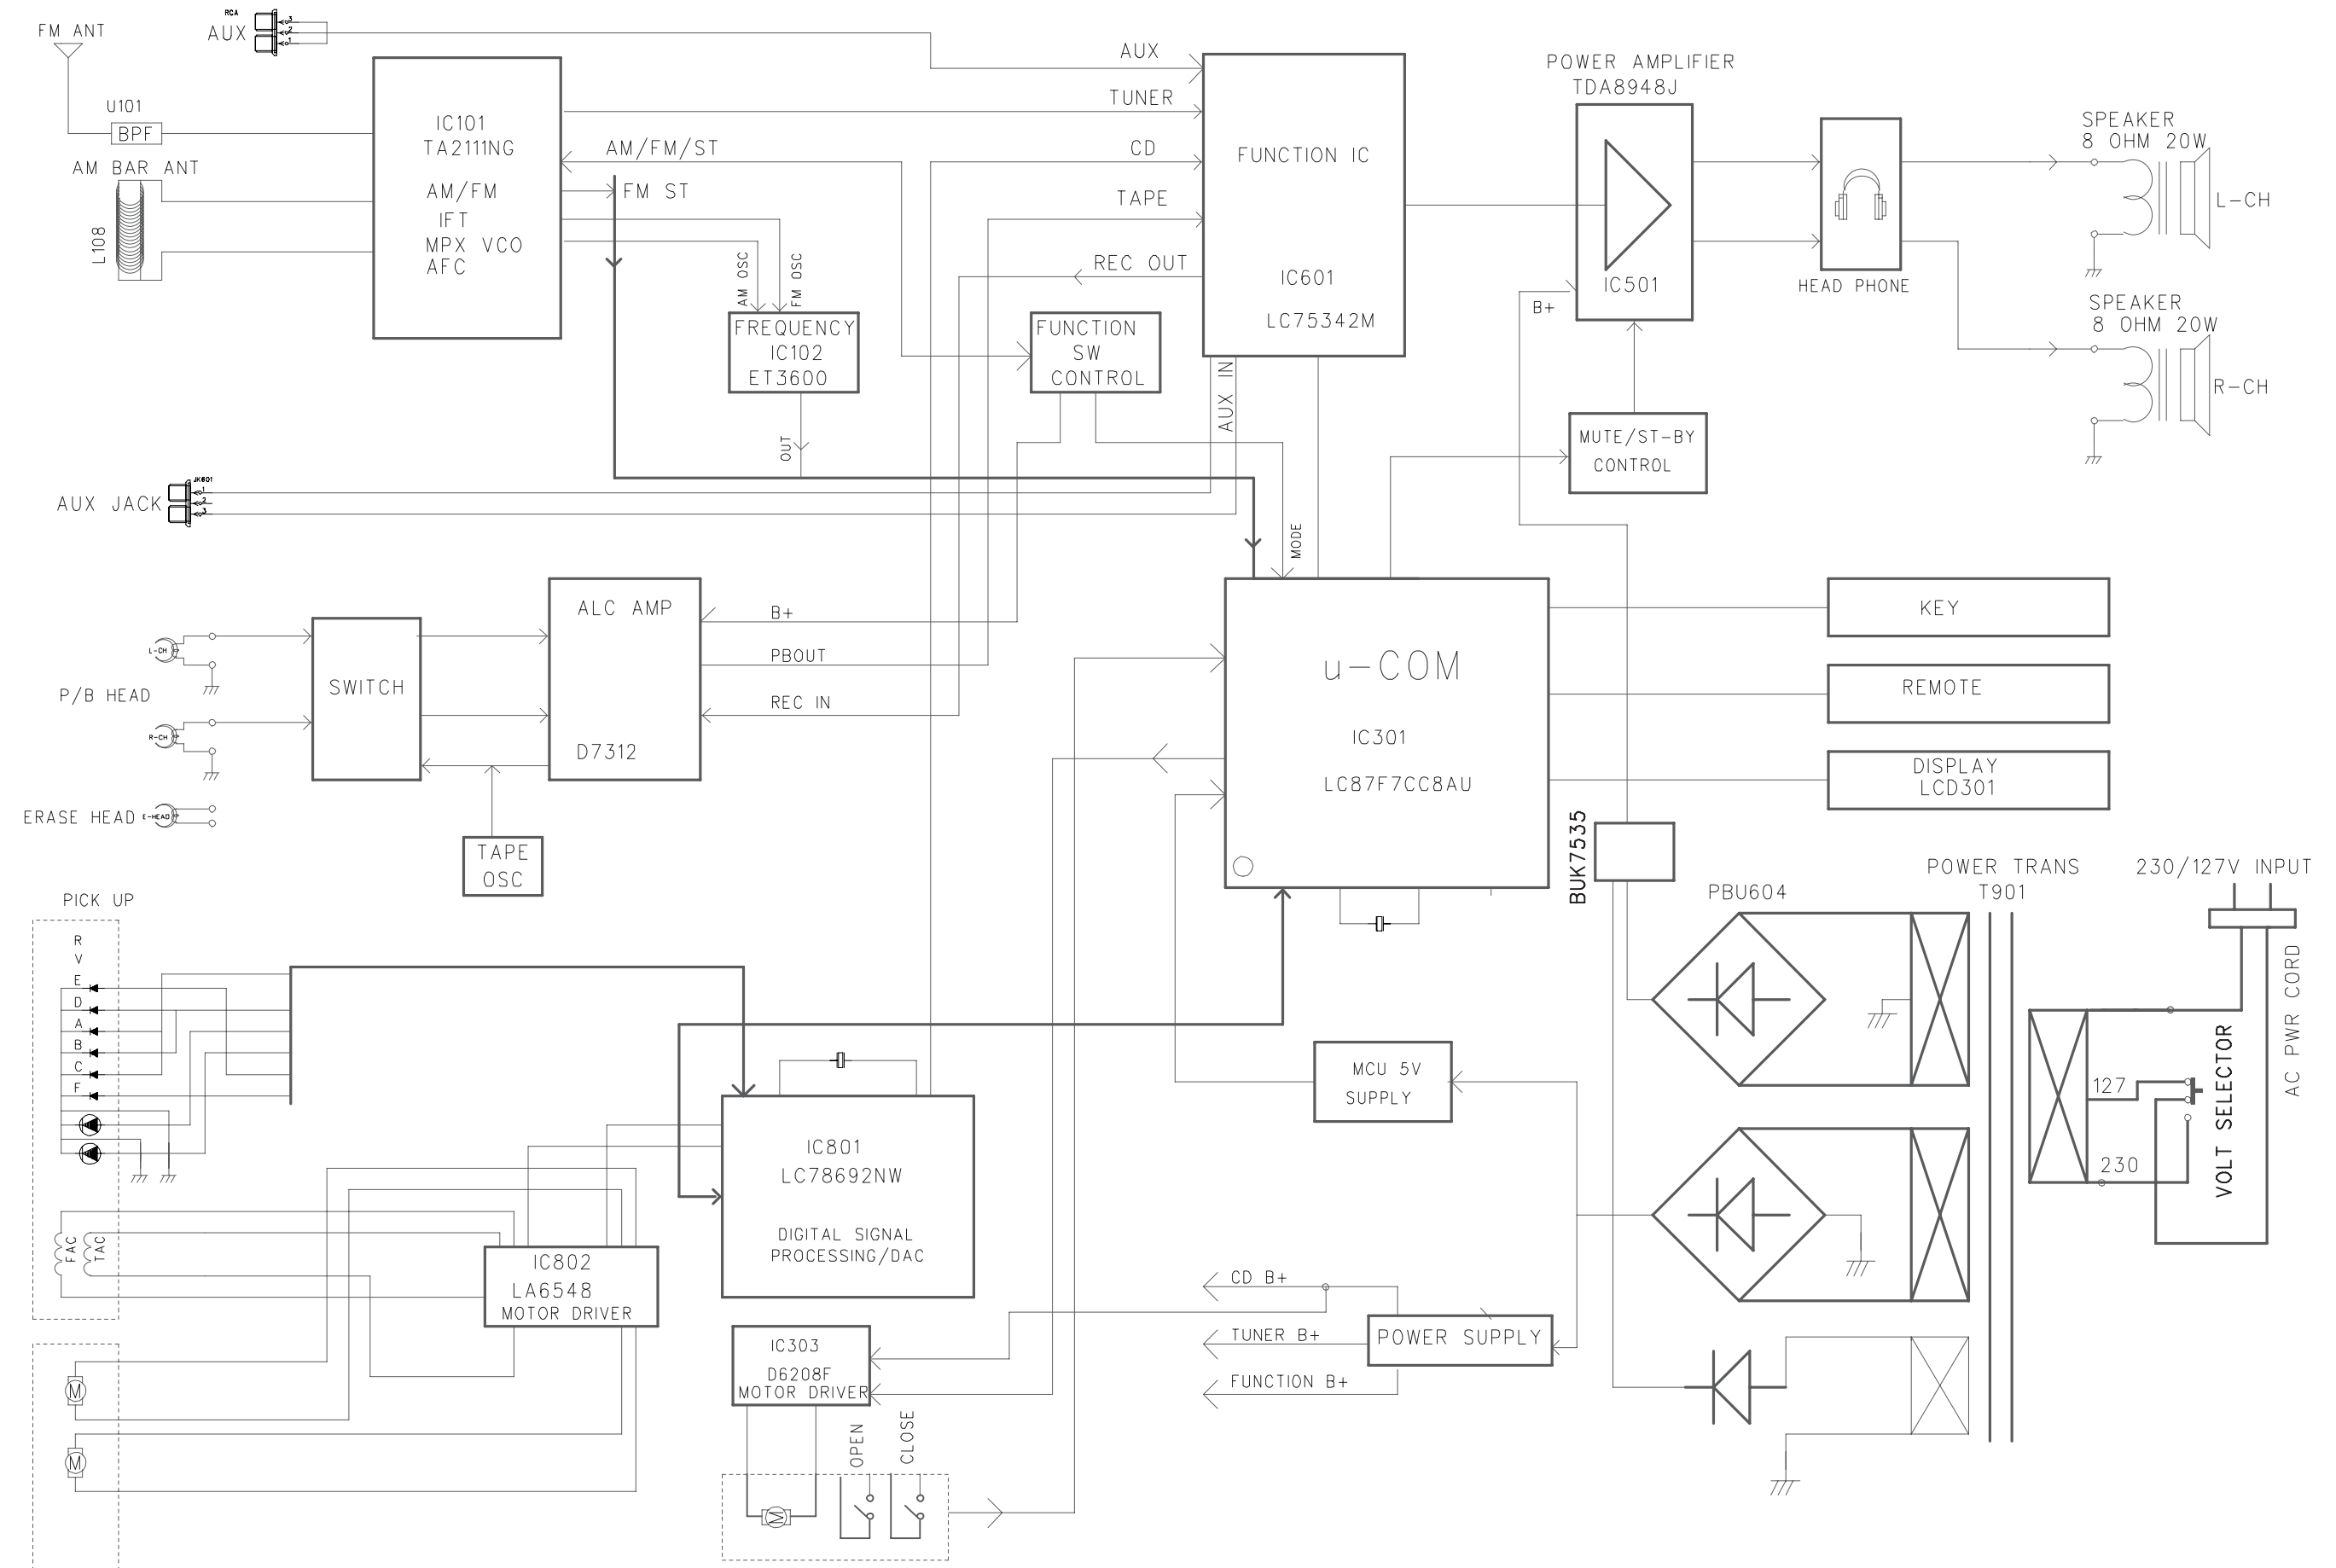 FM ANT
RCA
AUX
3
2
1
U101
BPF
AM BAR ANT
L108
IC101
TA2111NG
AM/FM
IFT
MPX VCO
AFC
AM/FM/ST
FM ST
AM OSC
FM OSC
FREQUENCY
IC102
ET3600
OUT
AUX
TUNER
CD
TAPE
REC OUT
FUNCTION
SW
CONTROL
FUNCTION IC
IC601
LC75342M
AUX IN
POWER AMPLIFIER
TDA8948J
IC501
B+
HEAD PHONE
SPEAKER
8 OHM 20W
L-CH
SPEAKER
8 OHM 20W
R-CH
MUTE/ST-BY
CONTROL
AUX JACK
JK601
1
2
3
MODE
ALC AMP
D7312
B+
PBOUT
REC IN
SWITCH
L-CH
P/B HEAD
R-CH
ERASE HEAD
E-HEAD
TAPE
OSC
u-COM
IC301
LC87F7CC8AU
KEY
REMOTE
DISPLAY
LCD301
BUK7535
PBU604
POWER TRANS
T901
230/127V INPUT
AC PWR CORD
VOLT SELECTOR
127
230
PICK UP
R
V
E
D
A
B
C
F
FAC
TAC
IC801
LC78692NW
DIGITAL SIGNAL
PROCESSING/DAC
IC802
LA6548
MOTOR DRIVER
MCU 5V
SUPPLY
CD B+
TUNER B+
FUNCTION B+
POWER SUPPLY
IC303
D6208F
MOTOR DRIVER
OPEN
CLOSE
M
M
M